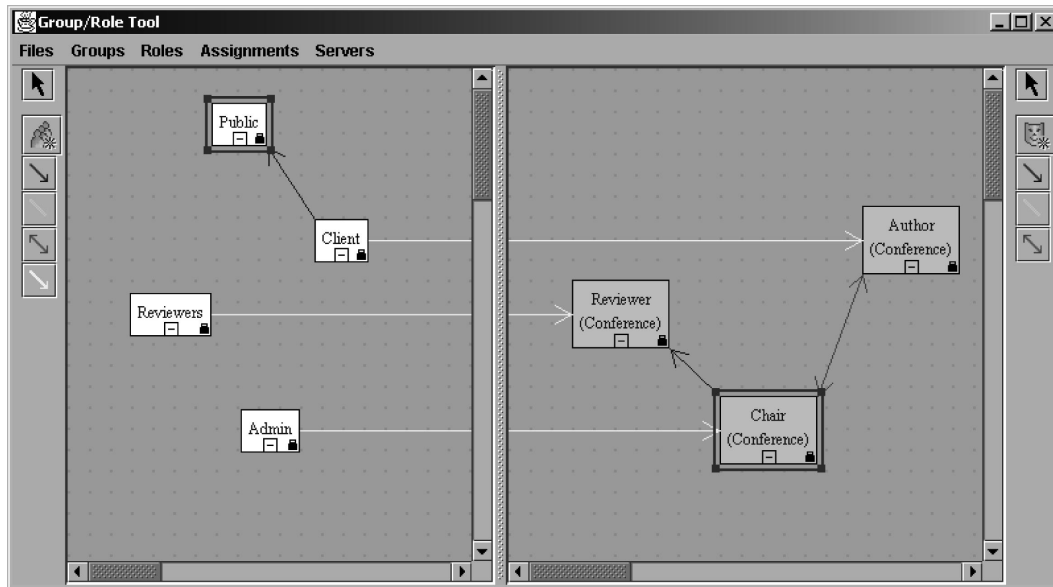 Group/Role Tool
Files Groups Roles Assignments Servers
Public
Client
Reviewers
Admin
Author
(Conference)
Reviewer
(Conference)
Chair
(Conference)